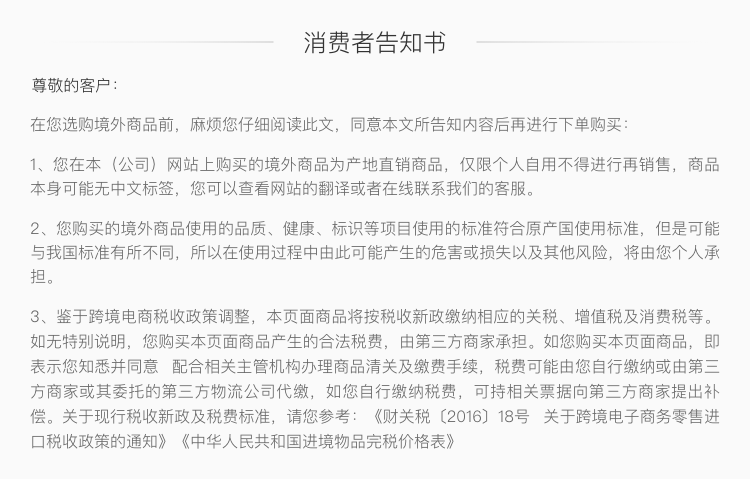 消费者告知书
尊敬的客户：
在您选购境外商品前，麻烦您仔细阅读此文，同意本文所告知内容后再进行下单购买：
1、您在本（公司）网站上购买的境外商品为产地直销商品，仅限个人自用不得进行再销售，商品
本身可能无中文标签，您可以查看网站的翻译或者在线联系我们的客服。
2、您购买的境外商品使用的品质、健康、标识等项目使用的标准符合原产国使用标准，但是可能
与我国标准有所不同，所以在使用过程中由此可能产生的危害或损失以及其他风险，将由您个人承
担。
3、鉴于跨境电商税收政策调整，本页面商品将按税收新政缴纳相应的关税、增值税及消费税等。
如无特别说明，您购买本页面商品产生的合法税费，由第三方商家承担。如您购买本页面商品，即
表示您知悉并同意 配合相关主管机构办理商品清关及缴费手续，税费可能由您自行缴纳或由第三
方商家或其委托的第三方物流公司代缴，如您自行缴纳税费，可持相关票据向第三方商家提出补
偿。关于现行税收新政及税费标准，请您参考：《财关税〔2016〕18号 关于跨境电子商务零售进
口税收政策的通知》《中华人民共和国进境物品完税价格表》